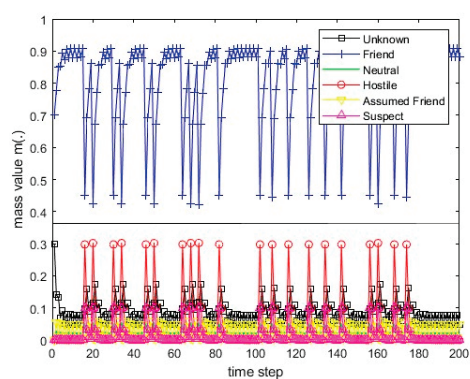 Unknown
Friend
Neutral
Hostile
Assumed Friend
Suspect
1
0.9
0.8
0.7
0.6
0.5
0.4
0.3
0.2
0.1
0
mass value m(.)
0 20 40 60 80 100 120 140 160 180 200
time step